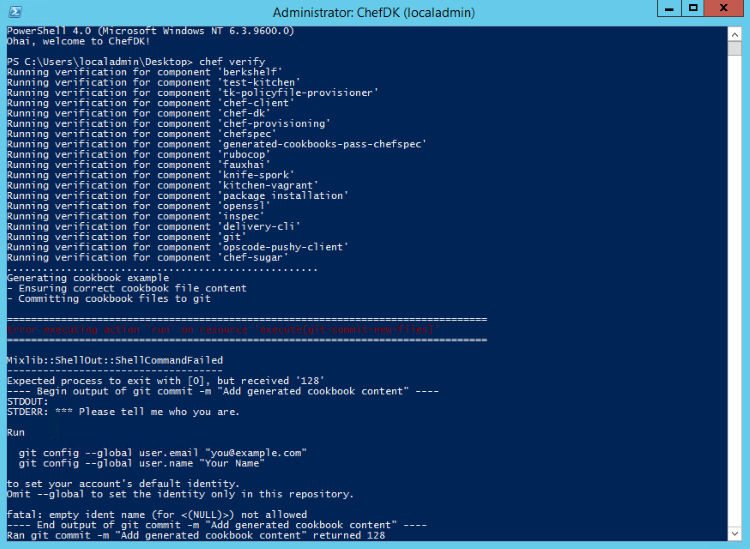 Administrator: ChefDK (localadmin)
PowerShell 4.0 (Microsoft Windows NT 6.3.9600.0)
Ohai, welcome to ChefDK!
PS C:\Users\localadmin\Desktop> chef verify
Running verification for component 'berkshelf'
Running verification for component 'test-kitchen'
Running verification for component 'tk-policyfile-provisioner'
Running verification for component 'chef-client'
Running verification for component 'chef-dk'
Running verification for component 'chef-provisioning'
Running verification for component 'chefspec'
Running verification for component 'generated-cookbooks-pass-chefspec'
Running verification for component 'rubocop'
Running verification for component 'fauxhai'
Running verification for component 'knife-spork'
Running verification for component 'kitchen-vagrant'
Running verification for component 'package installation'
Running verification for component 'openssl'
Running verification for component 'inspec'
Running verification for component 'delivery-cli'
Running verification for component 'git'
Running verification for component 'opscode-pushy-client'
Running verification for component 'chef-sugar'
....................................................
Generating cookbook example
- Ensuring correct cookbook file content
- Committing cookbook files to git
================================================================================
Error executing action `run` on resource 'execute[git-commit-new-files]'
================================================================================
Mixlib::ShellOut::ShellCommandFailed
------------------------------------
Expected process to exit with [0], but received '128'
---- Begin output of git commit -m "Add generated cookbook content" ----
STDOUT:
STDERR: *** Please tell me who you are.
Run
git config --global user.email "you@example.com"
git config --global user.name "Your Name"
to set your account's default identity.
Omit --global to set the identity only in this repository.
fatal: empty ident name (for <(NULL)>) not allowed
---- End output of git commit -m "Add generated cookbook content" ----
Ran git commit -m "Add generated cookbook content" returned 128